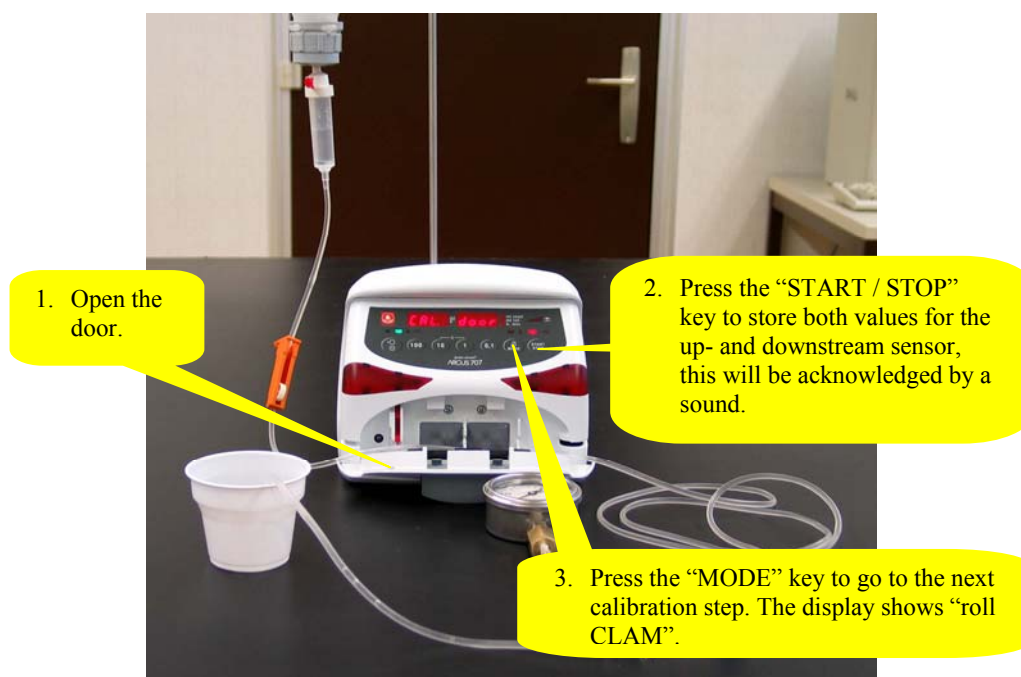 1. Open the
door.
2. Press the “START / STOP”
key to store both values for the
up- and downstream sensor,
this will be acknowledged by a
sound.
CAL. P door
100 10 1 0.1
ARCUS 707
3. Press the “MODE” key to go to the next
calibration step. The display shows “roll
CLAM”.